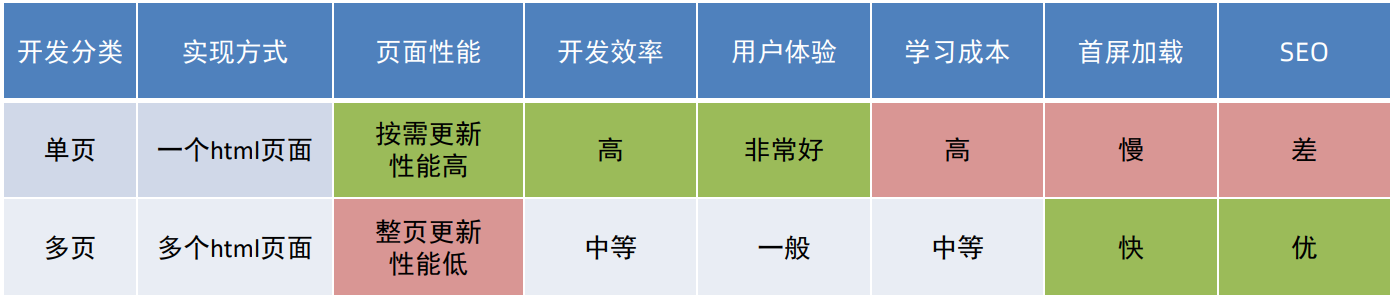 开发分类 实现方式 页面性能 开发效率 用户体验 学习成本 首屏加载 SEO
单页 一个html页面 按需更新 高 非常好 高 慢 差
性能高
多页 多个html页面 整页更新 中等 一般 中等 快 优
性能低